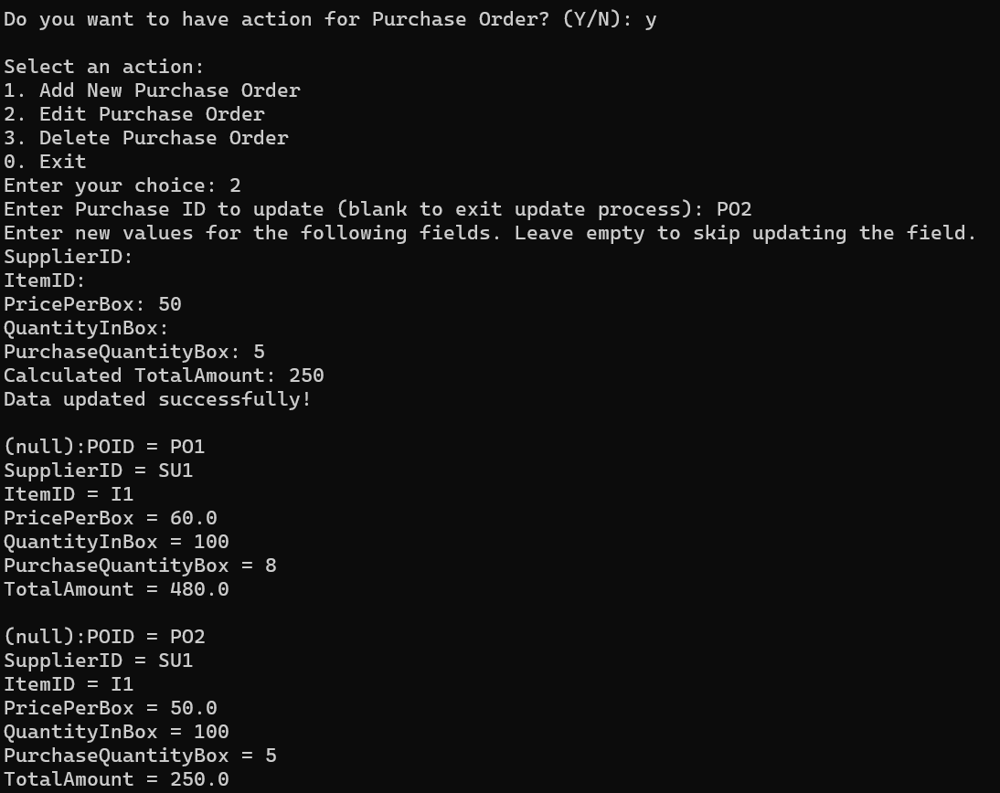 Do you want to have action for Purchase Order? (Y/N): y
Select an action:
1. Add New Purchase Order
2. Edit Purchase Order
3. Delete Purchase Order
0. Exit
Enter your choice: 2
Enter Purchase ID to update (blank to exit update process): PO2
Enter new values for the following fields. Leave empty to skip updating the field.
SupplierID:
ItemID:
PricePerBox: 50
QuantityInBox:
PurchaseQuantityBox: 5
Calculated TotalAmount: 250
Data updated successfully!
(null):POID = PO1
SupplierID = SU1
ItemID = I1
PricePerBox = 60.0
QuantityInBox = 100
PurchaseQuantityBox = 8
TotalAmount = 480.0
(null):POID = PO2
SupplierID = SU1
ItemID = I1
PricePerBox = 50.0
QuantityInBox = 100
PurchaseQuantityBox = 5
TotalAmount = 250.0